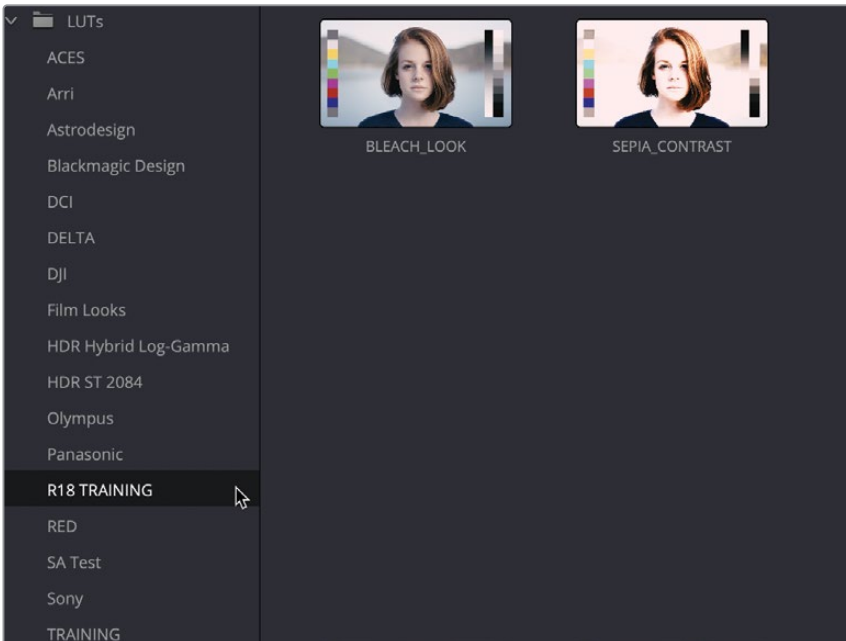 LUTs
ACES
Arri
Astrodesign
Blackmagic Design
DCI
DELTA
DJI
Film Looks
HDR Hybrid Log-Gamma
HDR ST 2084
Olympus
Panasonic
R18 TRAINING
RED
SA Test
Sony
TRAINING
BLEACH_LOOK
SEPIA_CONTRAST